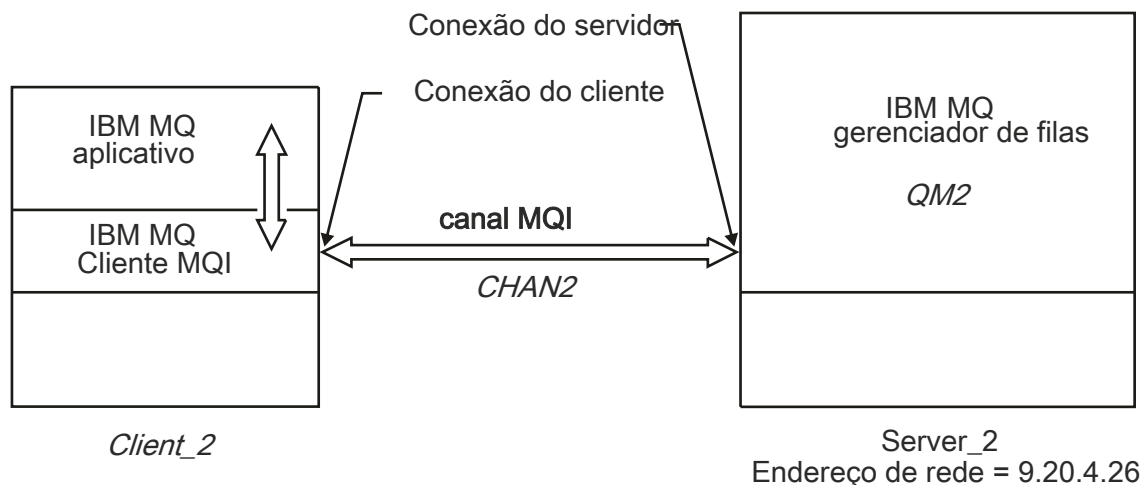 Conexão do servidor
Conexão do cliente
IBM MQ
aplicativo
IBM MQ
Cliente MQI
canal MQI
CHAN2
IBM MQ
gerenciador de filas
QM2
Client_2
Server_2
Endereço de rede = 9.20.4.26